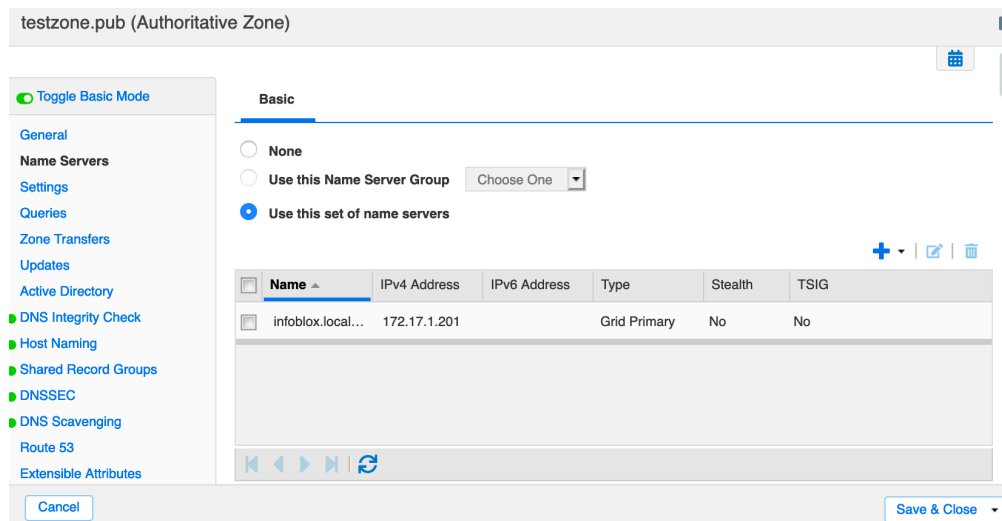 testzone.pub (Authoritative Zone)
Toggle Basic Mode
General
Name Servers
Settings
Queries
Zone Transfers
Updates
Active Directory
DNS Integrity Check
Host Naming
Shared Record Groups
DNSSEC
DNS Scavenging
Route 53
Extensible Attributes
Basic
None
Use this Name Server Group Choose One
Use this set of name servers
Name IPv4 Address IPv6 Address Type Stealth TSIG
infoblox.local... 172.17.1.201 Grid Primary No No
Cancel Save & Close